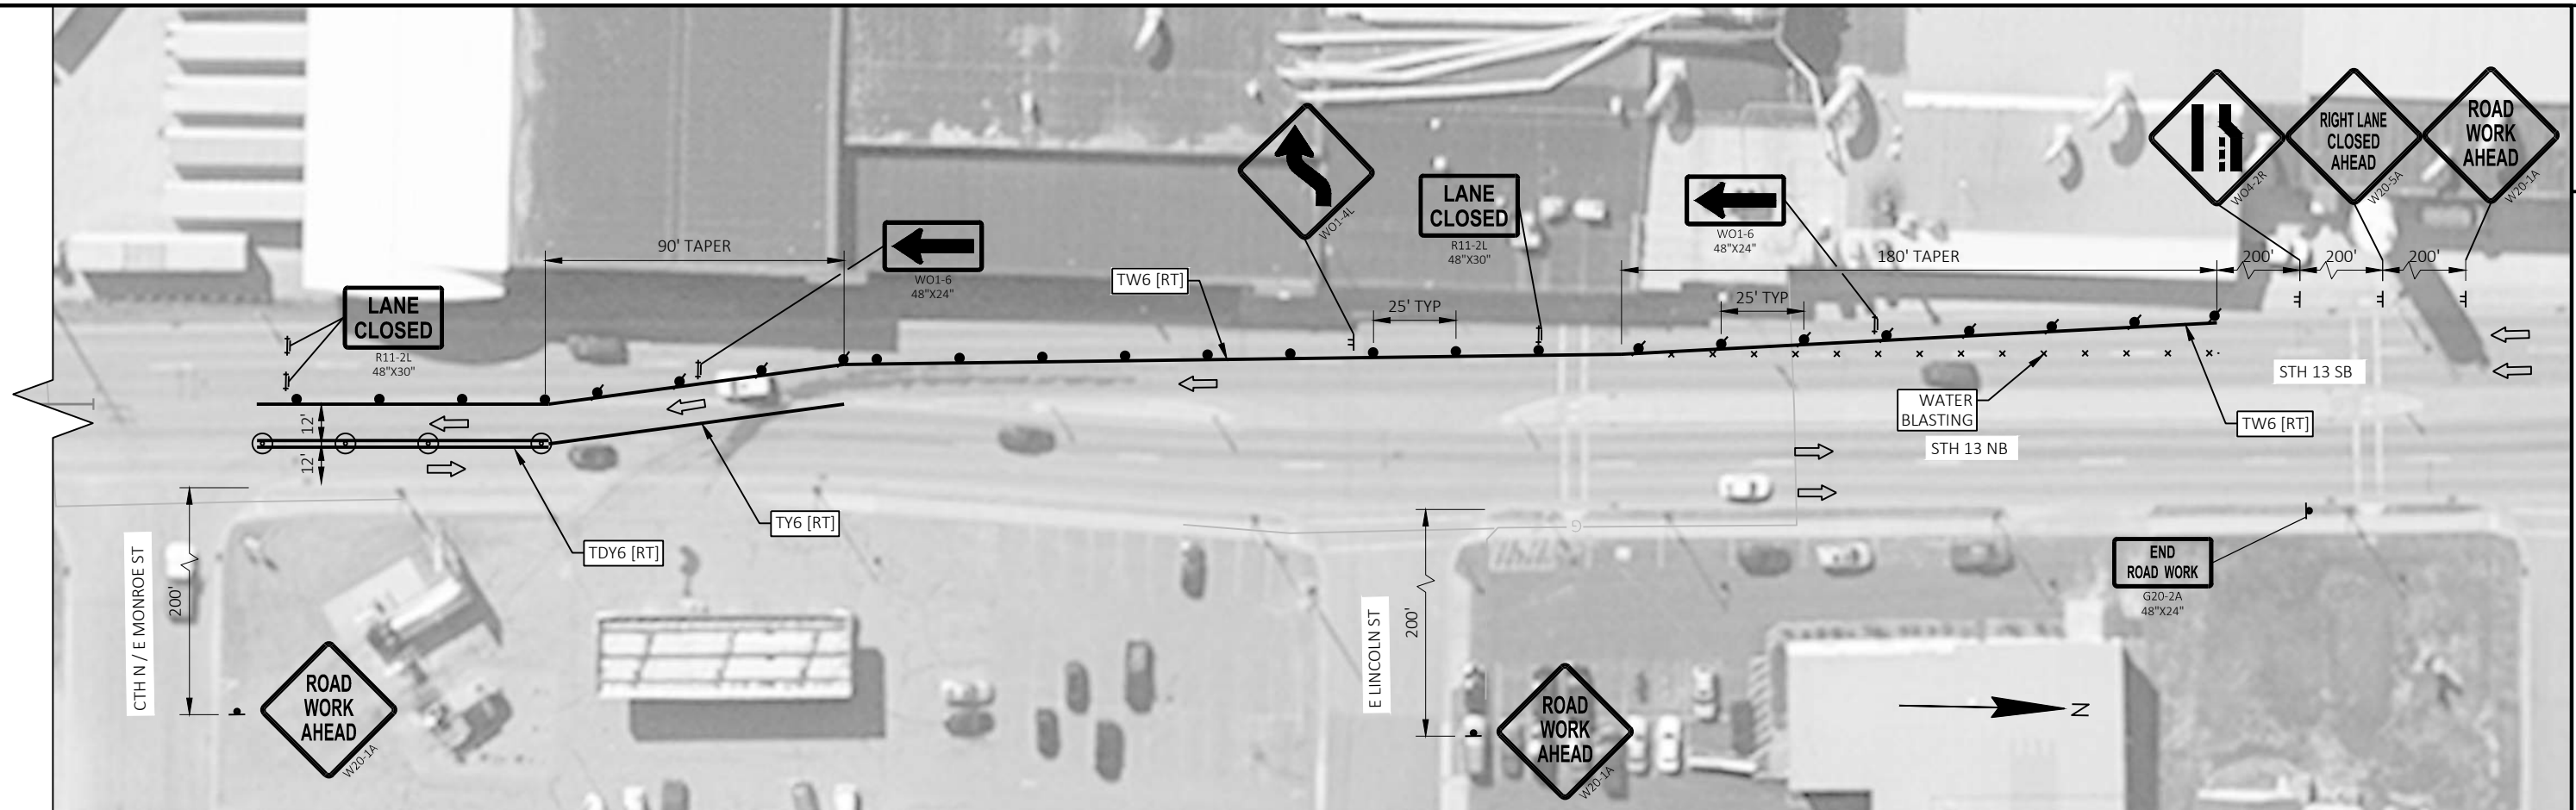 ROAD
WORK
AHEAD
W20-1A
RIGHT LANE
CLOSED
AHEAD
W20-5A
WO4-2R
200'
200'
200'
180' TAPER
WO1-6
48"X24"
25' TYP
LANE
CLOSED
R11-2L
48"X30"
25' TYP
WO1-4L
TW6 [RT]
WO1-6
48"X24"
90' TAPER
LANE
CLOSED
R11-2L
48"X30"
12'
12'
STH 13 SB
WATER
BLASTING
TW6 [RT]
STH 13 NB
TY6 [RT]
TDY6 [RT]
G
END
ROAD WORK
G20-2A
48"X24"
CTH N / E MONROE ST
200'
ROAD
WORK
AHEAD
W20-1A
E LINCOLN ST
200'
ROAD
WORK
AHEAD
W20-1A
N